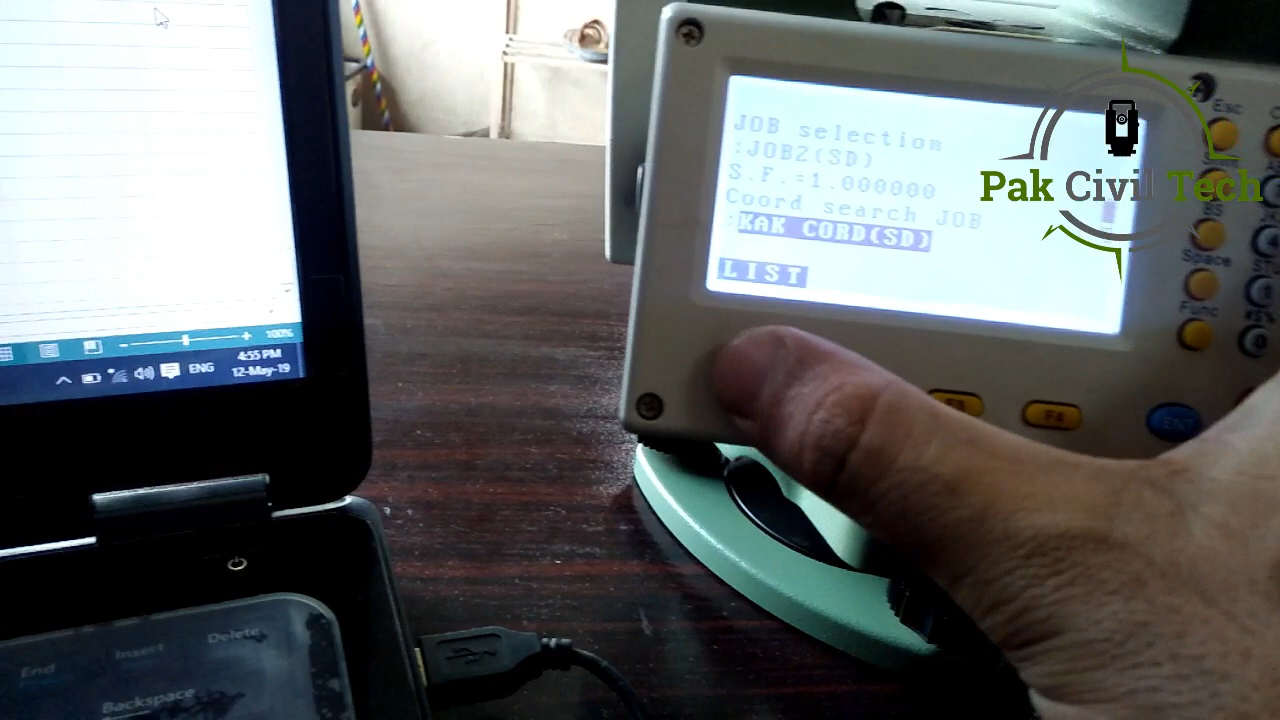 JOB selection
:JOB2(SD)
S.F.=1.000000
Coord search JOB
:KAK CORD(SD)
LIST
Pak Civil Tech
Esc
BS
Space
Func
F4
ENT
100%
4:55 PM
ENG
12-May-19
End
Insert
Delete
Backspace